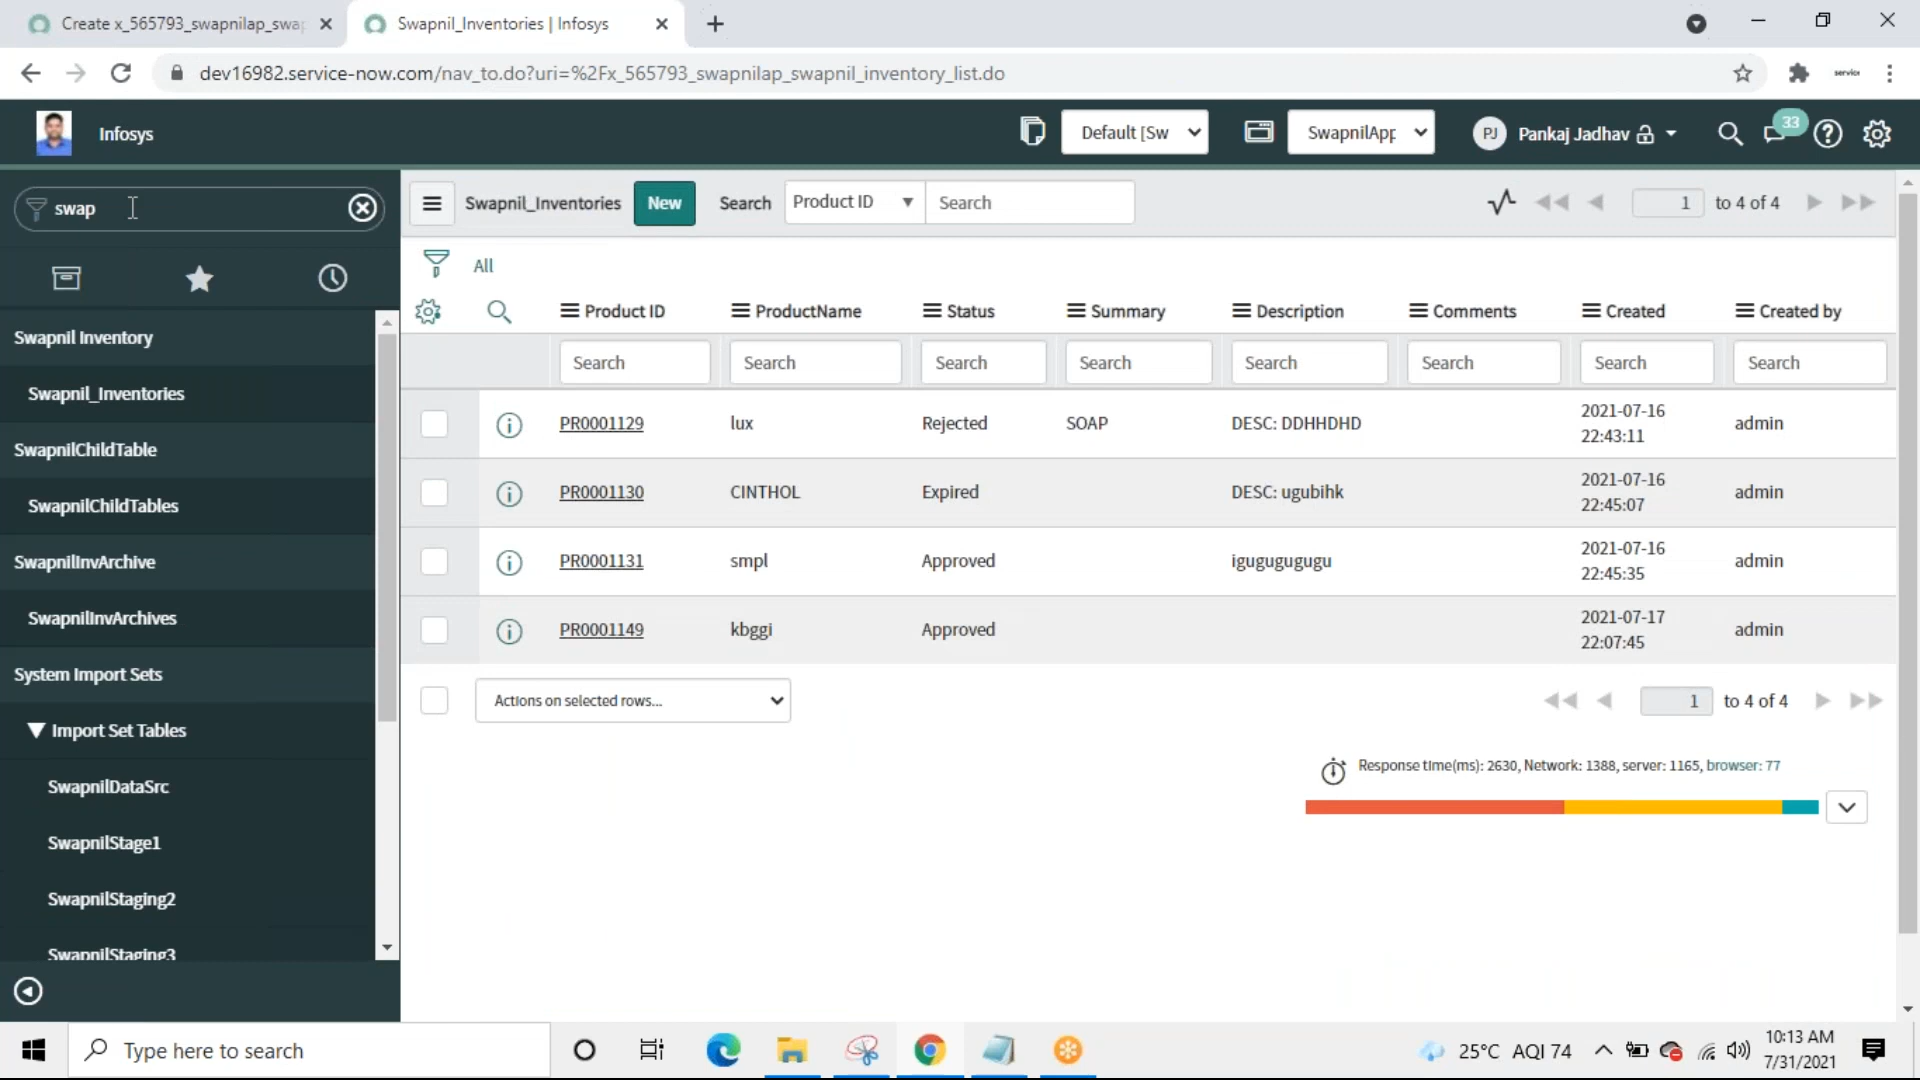 Create x_565793_swapnilap_swap
Swapnil_Inventories | Infosys
dev16982.service-now.com/nav_to.do?uri=%2Fx_565793_swapnilap_swapnil_inventory_list.do
service
Infosys
Default [Sw
SwapnilApp
PJ
Pankaj Jadhav
33
swap
Swapnil_Inventories
New
Search
Product ID
Search
1
to 4 of 4
All
Product ID
ProductName
Status
Summary
Description
Comments
Created
Created by
Search
Search
Search
Search
Search
Search
Search
Search
PR0001129
lux
Rejected
SOAP
DESC: DDHHDHD
2021-07-16
22:43:11
admin
PR0001130
CINTHOL
Expired
DESC: ugubihk
2021-07-16
22:45:07
admin
PR0001131
smpl
Approved
igugugugugu
2021-07-16
22:45:35
admin
PR0001149
kbggi
Approved
2021-07-17
22:07:45
admin
Actions on selected rows...
1
to 4 of 4
Response time(ms): 2630, Network: 1388, server: 1165, browser: 77
Swapnil Inventory
Swapnil_Inventories
SwapnilChildTable
SwapnilChildTables
SwapnilInvArchive
SwapnilInvArchives
System Import Sets
Import Set Tables
SwapnilDataSrc
SwapnilStage1
SwapnilStaging2
SwapnilStaging3
Type here to search
25°C AQI 74
10:13 AM
7/31/2021